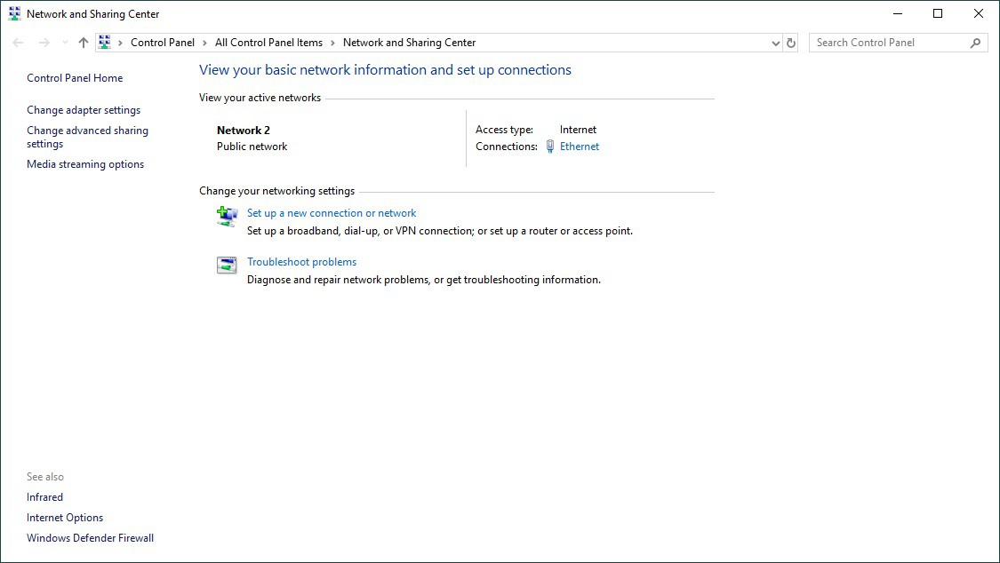 Network and Sharing Center
Control Panel > All Control Panel Items > Network and Sharing Center
Search Control Panel
Control Panel Home
Change adapter settings
Change advanced sharing
settings
Media streaming options
View your basic network information and set up connections
View your active networks
Network 2
Public network
Access type: Internet
Connections: Ethernet
Change your networking settings
Set up a new connection or network
Set up a broadband, dial-up, or VPN connection; or set up a router or access point.
Troubleshoot problems
Diagnose and repair network problems, or get troubleshooting information.
See also
Infrared
Internet Options
Windows Defender Firewall